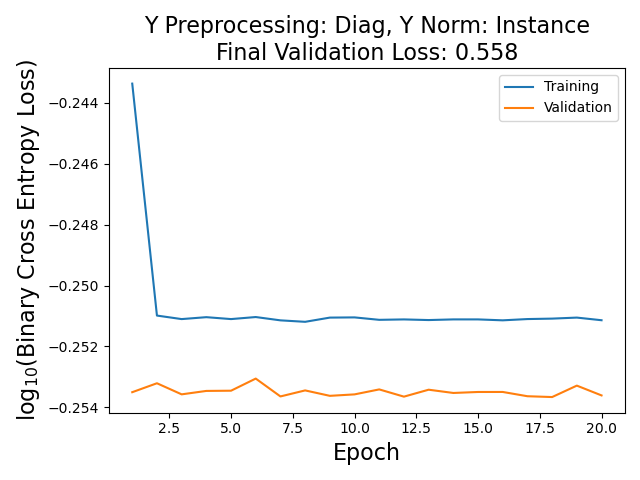 Y Preprocessing: Diag, Y Norm: Instance
Final Validation Loss: 0.558
Training
Validation
−0.244
−0.246
−0.248
−0.250
−0.252
−0.254
log₁₀(Binary Cross Entropy Loss)
2.5 5.0 7.5 10.0 12.5 15.0 17.5 20.0
Epoch